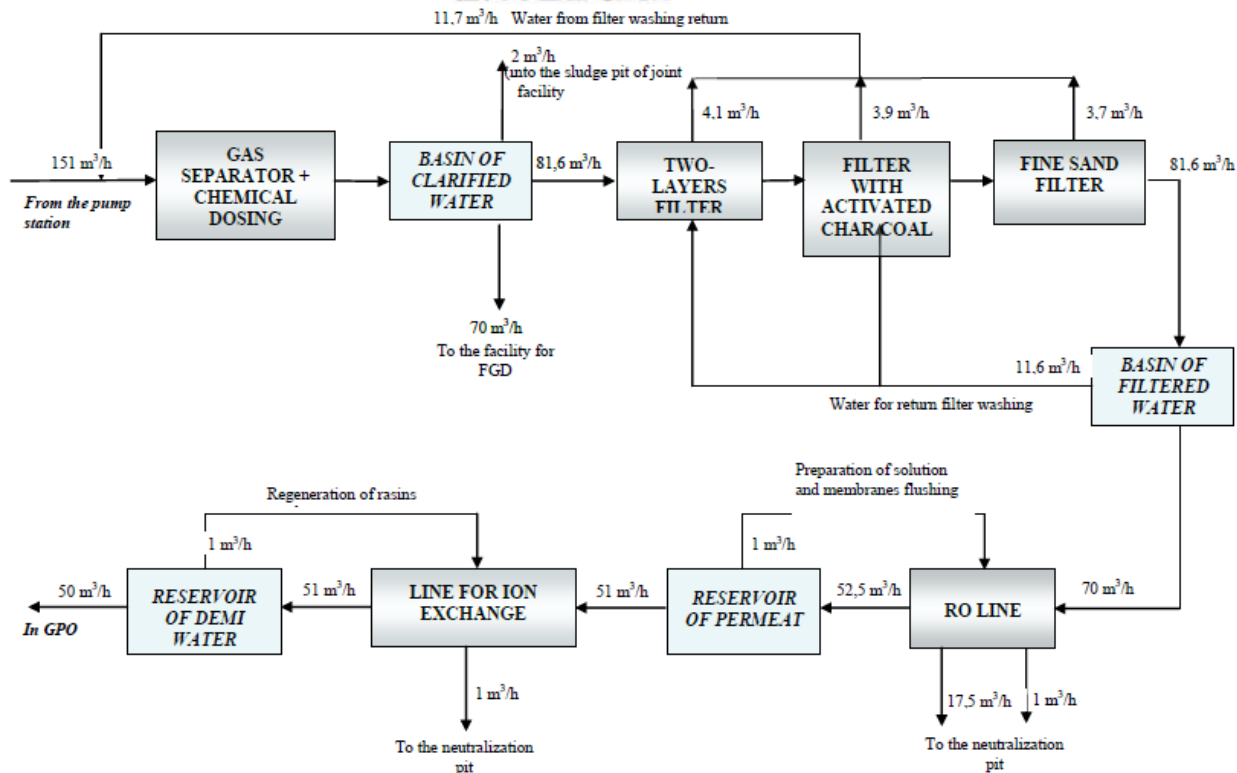 11,7 m³/h Water from filter washing return
2 m³/h
(into the sludge pit of joint
facility
4.1 m³/h
3,9 m³/h
3,7 m³/h
151 m³/h
From the pump
station
GAS
SEPARATOR +
CHEMICAL
DOSING
BASIN OF
CLARIFIED
WATER
81,6 m³/h
TWO-
LAYERS
FILTER
FILTER
WITH
ACTIVATED
CHARCOAL
FINE SAND
FILTER
81,6 m³/h
70 m³/h
To the facility for
FGD
11,6 m³/h
Water for return filter washing
BASIN OF
FILTERED
WATER
Regeneration of rasins
Preparation of solution
and membranes flushing
1 m³/h
1 m³/h
50 m³/h
In GPO
RESERVOIR
OF DEMI
WATER
51 m³/h
LINE FOR ION
EXCHANGE
51 m³/h
RESERVOIR
OF PERMEAT
52,5 m³/h
RO LINE
70 m³/h
1 m³/h
To the neutralization
pit
17,5 m³/h
1 m³/h
To the neutralization
pit